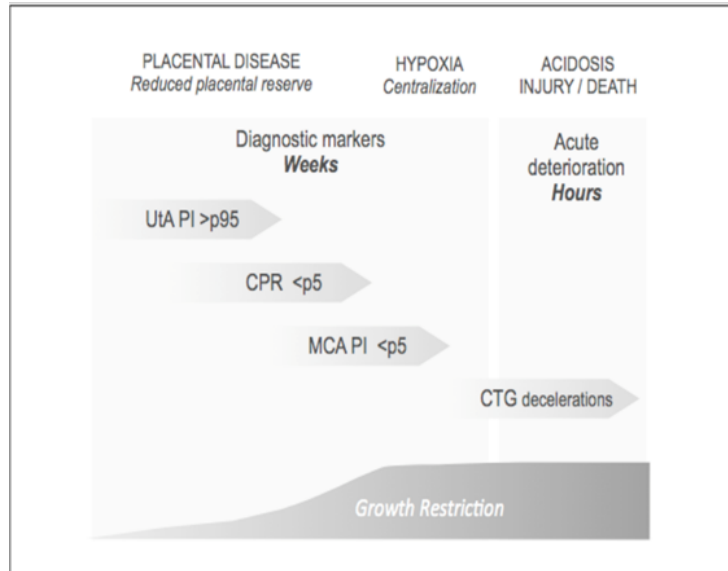 PLACENTAL DISEASE
Reduced placental reserve
HYPOXIA
Centralization
ACIDOSIS
INJURY / DEATH
Diagnostic markers
Weeks
Acute
deterioration
Hours
UtA PI >p95
CPR <p5
MCA PI <p5
CTG decelerations
Growth Restriction